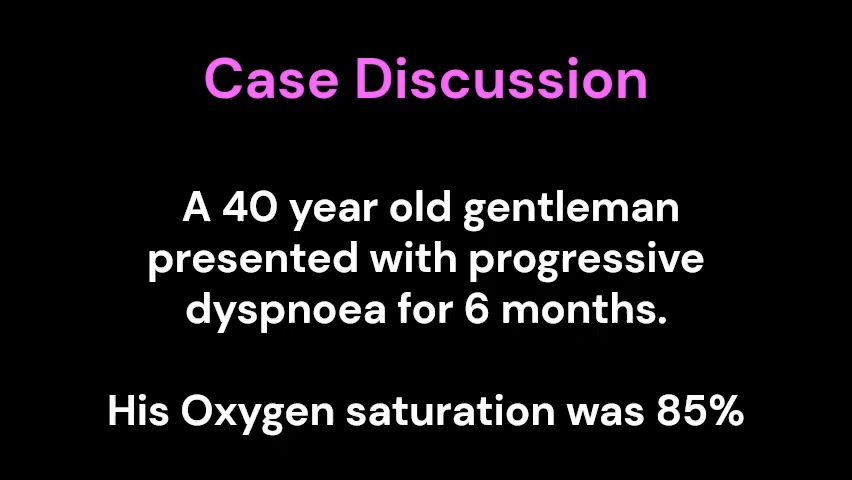 Case Discussion
A 40 year old gentleman
presented with progressive
dyspnoea for 6 months.
His Oxygen saturation was 85%